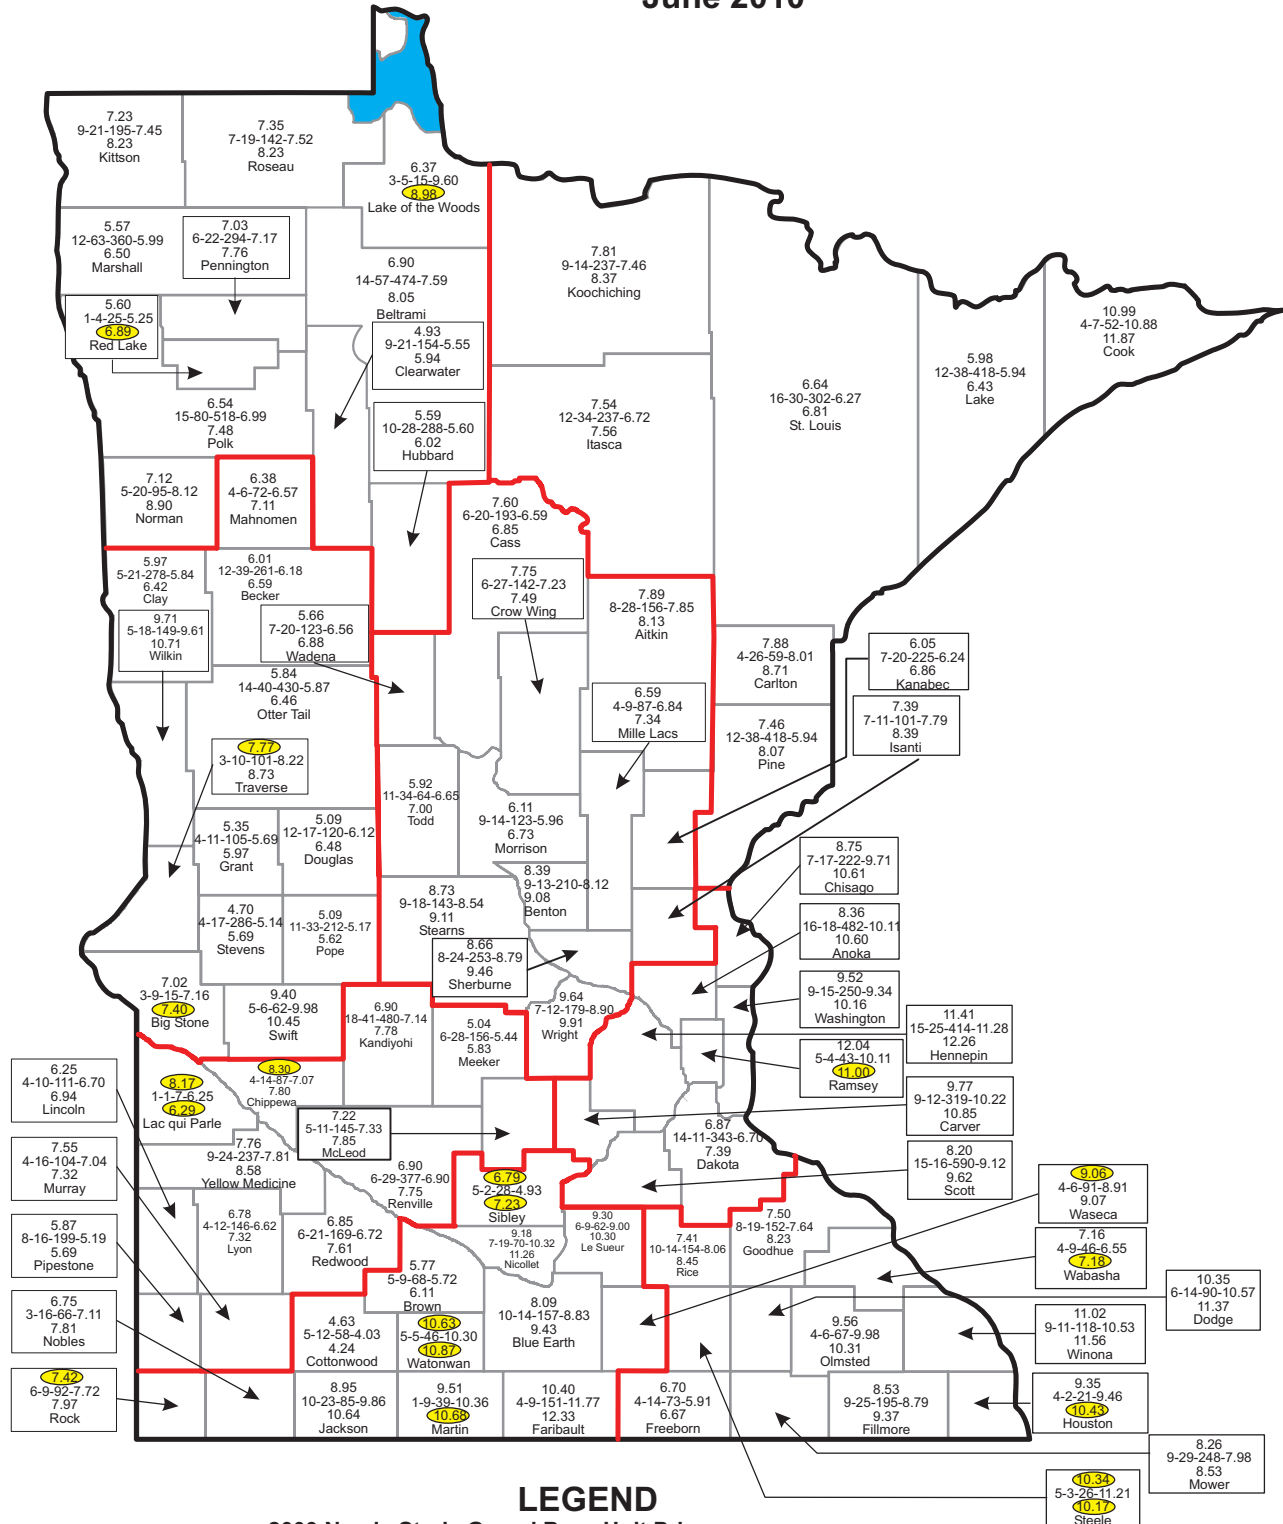 June 2010
7.23
9-21-195-7.45
8.23
Kittson
7.35
7-19-142-7.52
8.23
Roseau
6.37
3-5-15-9.60
8.98
Lake of the Woods
5.57
12-63-360-5.99
6.50
Marshall
7.03
6-22-294-7.17
7.76
Pennington
6.90
14-57-474-7.59
8.05
Beltrami
7.81
9-14-237-7.46
8.37
Koochiching
10.99
4-7-52-10.88
11.87
Cook
5.60
1-4-25-5.25
6.89
Red Lake
4.93
9-21-154-5.55
5.94
Clearwater
5.98
12-38-418-5.94
6.43
Lake
6.64
16-30-302-6.27
6.81
St. Louis
6.54
15-80-518-6.99
7.48
Polk
5.59
10-28-288-5.60
6.02
Hubbard
7.54
12-34-237-6.72
7.56
Itasca
7.12
5-20-95-8.12
8.90
Norman
6.38
4-6-72-6.57
7.11
Mahnomen
7.60
6-20-193-6.59
6.85
Cass
5.97
5-21-278-5.84
6.42
Clay
6.01
12-39-261-6.18
6.59
Becker
7.75
6-27-142-7.23
7.49
Crow Wing
7.89
8-28-156-7.85
8.13
Aitkin
9.71
5-18-149-9.61
10.71
Wilkin
5.66
7-20-123-6.56
6.88
Wadena
7.88
4-26-59-8.01
8.71
Carlton
6.05
7-20-225-6.24
6.86
Kanabec
5.84
14-40-430-5.87
6.46
Otter Tail
6.59
4-9-87-6.84
7.34
Mille Lacs
7.46
12-38-418-5.94
8.07
Pine
7.39
7-11-101-7.79
8.39
Isanti
7.77
3-10-101-8.22
8.73
Traverse
5.92
11-34-64-6.65
7.00
Todd
6.11
9-14-123-5.96
6.73
Morrison
5.35
4-11-105-5.69
5.97
Grant
5.09
12-17-120-6.12
6.48
Douglas
8.75
7-17-222-9.71
10.61
Chisago
8.39
9-13-210-8.12
9.08
Benton
8.73
9-18-143-8.54
9.11
Stearns
4.70
4-17-286-5.14
5.69
Stevens
5.09
11-33-212-5.17
5.62
Pope
8.36
16-18-482-10.11
10.60
Anoka
8.66
8-24-253-8.79
9.46
Sherburne
7.02
3-9-15-7.16
7.40
Big Stone
9.40
5-6-62-9.98
10.45
Swift
6.90
18-41-480-7.14
7.78
Kandiyohi
5.04
6-28-156-5.44
5.83
Meeker
9.64
7-12-179-8.90
9.91
Wright
9.52
9-15-250-9.34
10.16
Washington
11.41
15-25-414-11.28
12.26
Hennepin
12.04
5-4-43-10.11
11.00
Ramsey
6.25
4-10-111-6.70
6.94
Lincoln
8.17
1-1-7-6.25
6.29
Lac qui Parle
8.30
4-14-87-7.07
7.80
Chippewa
7.22
5-11-145-7.33
7.85
McLeod
9.77
9-12-319-10.22
10.85
Carver
6.87
14-11-343-6.70
7.39
Dakota
7.55
4-16-104-7.04
7.32
Murray
7.76
9-24-237-7.81
8.58
Yellow Medicine
6.90
6-29-377-6.90
7.75
Renville
6.79
5-2-28-4.93
7.23
Sibley
8.20
15-16-590-9.12
9.62
Scott
9.06
4-6-91-8.91
9.07
Waseca
5.87
8-16-199-5.19
5.69
Pipestone
6.78
4-12-146-6.62
7.32
Lyon
6.85
6-21-169-6.72
7.61
Redwood
9.18
7-19-70-10.32
11.26
Nicollet
9.30
6-9-62-9.00
10.30
Le Sueur
7.41
10-14-154-8.06
8.45
Rice
7.50
8-19-152-7.64
8.23
Goodhue
7.16
4-9-46-6.55
7.18
Wabasha
6.75
3-16-66-7.11
7.81
Nobles
5.77
5-9-68-5.72
6.11
Brown
8.09
10-14-157-8.83
9.43
Blue Earth
10.35
6-14-90-10.57
11.37
Dodge
4.63
5-12-58-4.03
4.24
Cottonwood
10.63
5-5-46-10.30
10.87
Watonwan
9.56
4-6-67-9.98
10.31
Olmsted
11.02
9-11-118-10.53
11.56
Winona
7.42
6-9-92-7.72
7.97
Rock
8.95
10-23-85-9.86
10.64
Jackson
9.51
1-9-39-10.36
10.68
Martin
10.40
4-9-151-11.77
12.33
Faribault
6.70
4-14-73-5.91
6.67
Freeborn
8.53
9-25-195-8.79
9.37
Fillmore
9.35
4-2-21-9.46
10.43
Houston
8.26
9-29-248-7.98
8.53
Mower
10.34
5-3-26-11.21
10.17
Steele
LEGEND